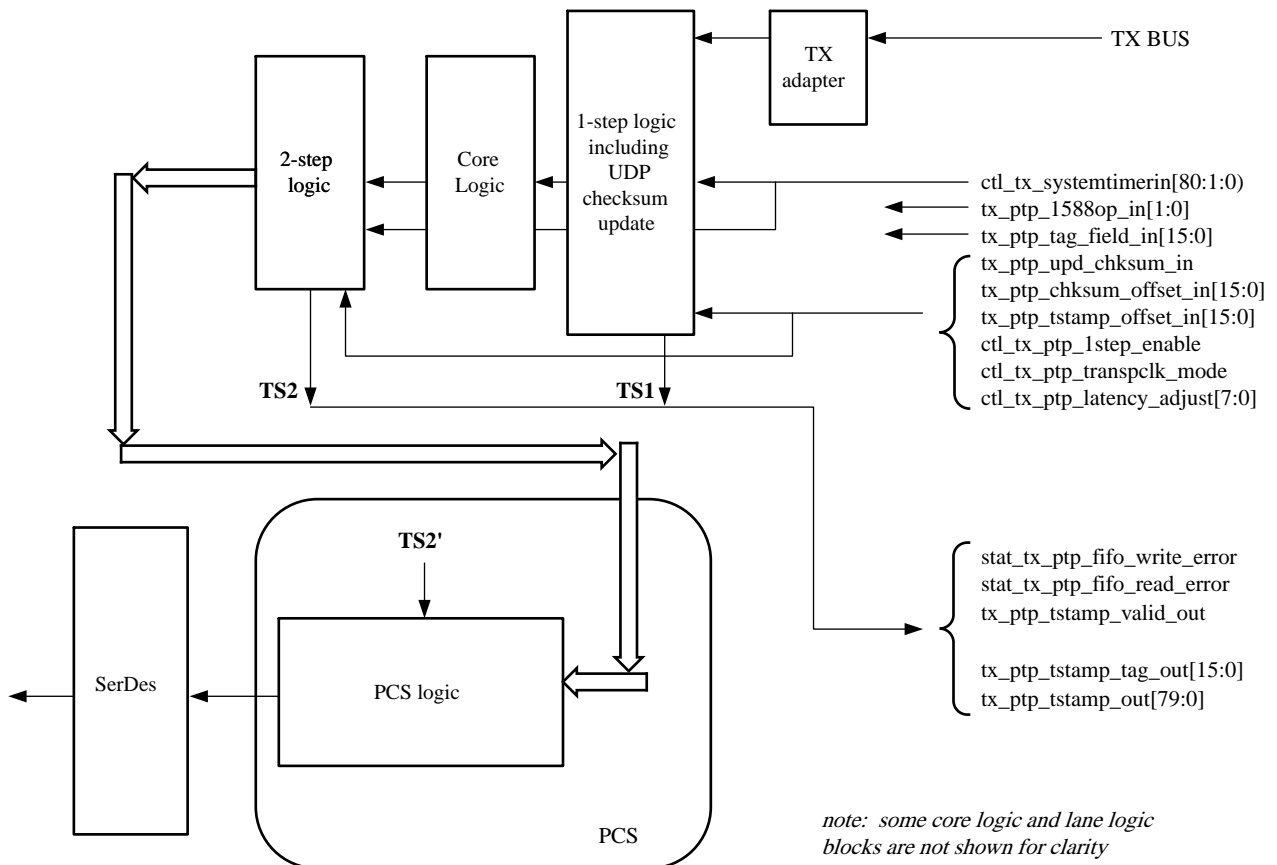 TX BUS
TX
adapter
1-step logic
including
UDP
checksum
update
Core
Logic
2-step
logic
ctl_tx_systemtimerin[80:1:0)
tx_ptp_1588op_in[1:0]
tx_ptp_tag_field_in[15:0]
tx_ptp_upd_chksum_in
tx_ptp_chksum_offset_in[15:0]
tx_ptp_tstamp_offset_in[15:0]
ctl_tx_ptp_1step_enable
ctl_tx_ptp_transpclk_mode
ctl_tx_ptp_latency_adjust[7:0]
TS2
TS1
TS2'
stat_tx_ptp_fifo_write_error
stat_tx_ptp_fifo_read_error
tx_ptp_tstamp_valid_out
tx_ptp_tstamp_tag_out[15:0]
tx_ptp_tstamp_out[79:0]
SerDes
PCS logic
PCS
note: some core logic and lane logic
blocks are not shown for clarity